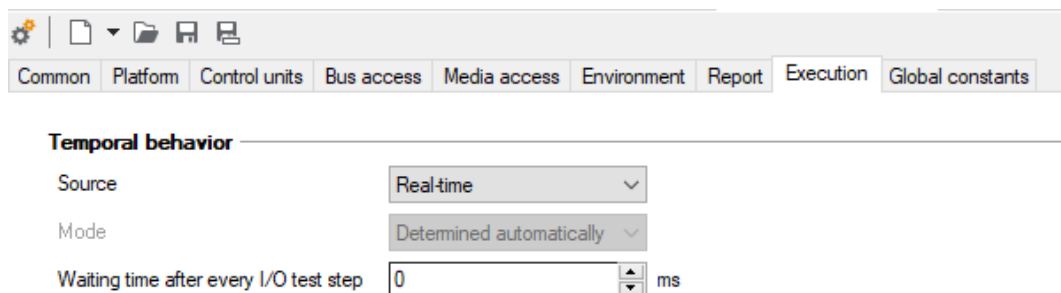 Common Platform Control units Bus access Media access Environment Report Execution Global constants
Temporal behavior
Source Real-time
Mode Determined automatically
Waiting time after every I/O test step 0 ms